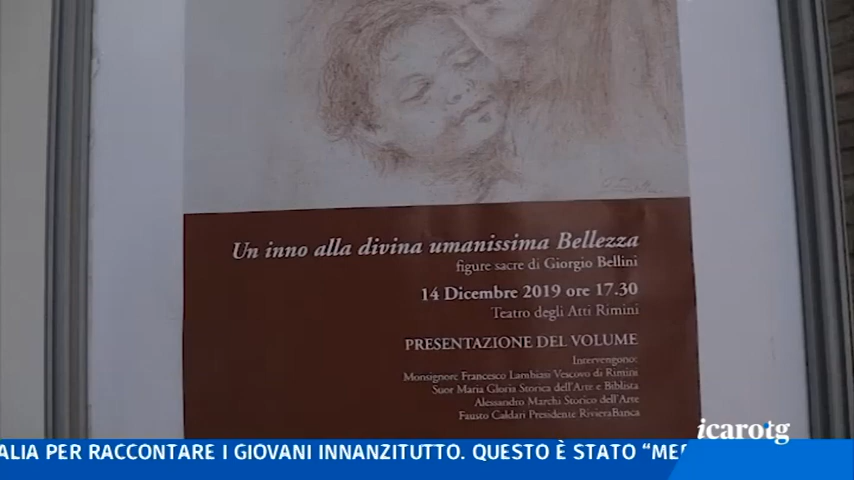 Un inno alla divina umanissima Bellezza
figure sacre di Giorgio Bellini
14 Dicembre 2019 ore 17.30
Teatro degli Atti Rimini
PRESENTAZIONE DEL VOLUME
Intervengono:
Monsignore Francesco Lambiasi Vescovo di Rimini
Suor Maria Gloria Storica dell'Arte e Biblista
Alessandro Marchi Storico dell'Arte
Fausto Caldari Presidente RivieraBanca
icarotg
ALIA PER RACCONTARE I GIOVANI INNANZITUTTO. QUESTO È STATO “ME